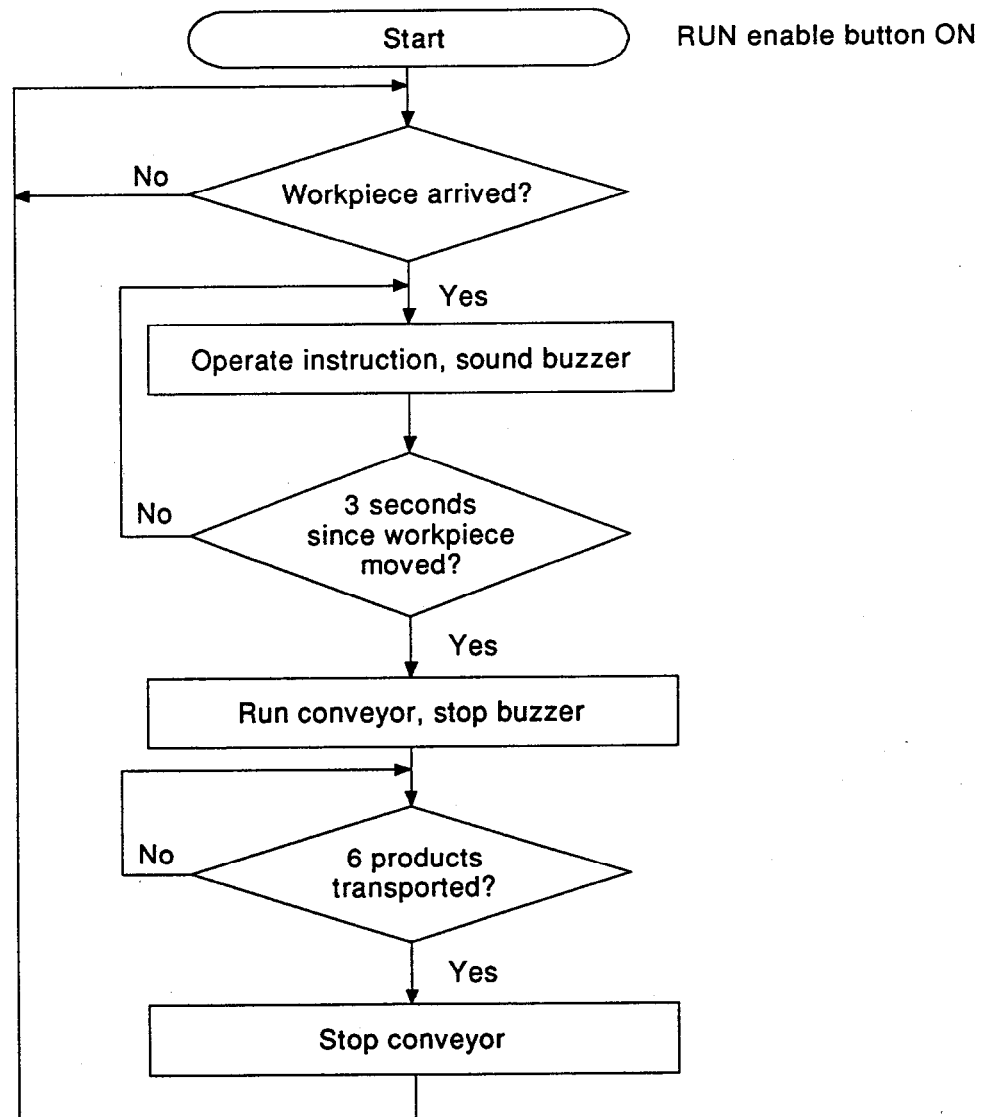 Start
RUN enable button ON
No
Workpiece arrived?
Yes
Operate instruction, sound buzzer
No
3 seconds
since workpiece
moved?
Yes
Run conveyor, stop buzzer
No
6 products
transported?
Yes
Stop conveyor